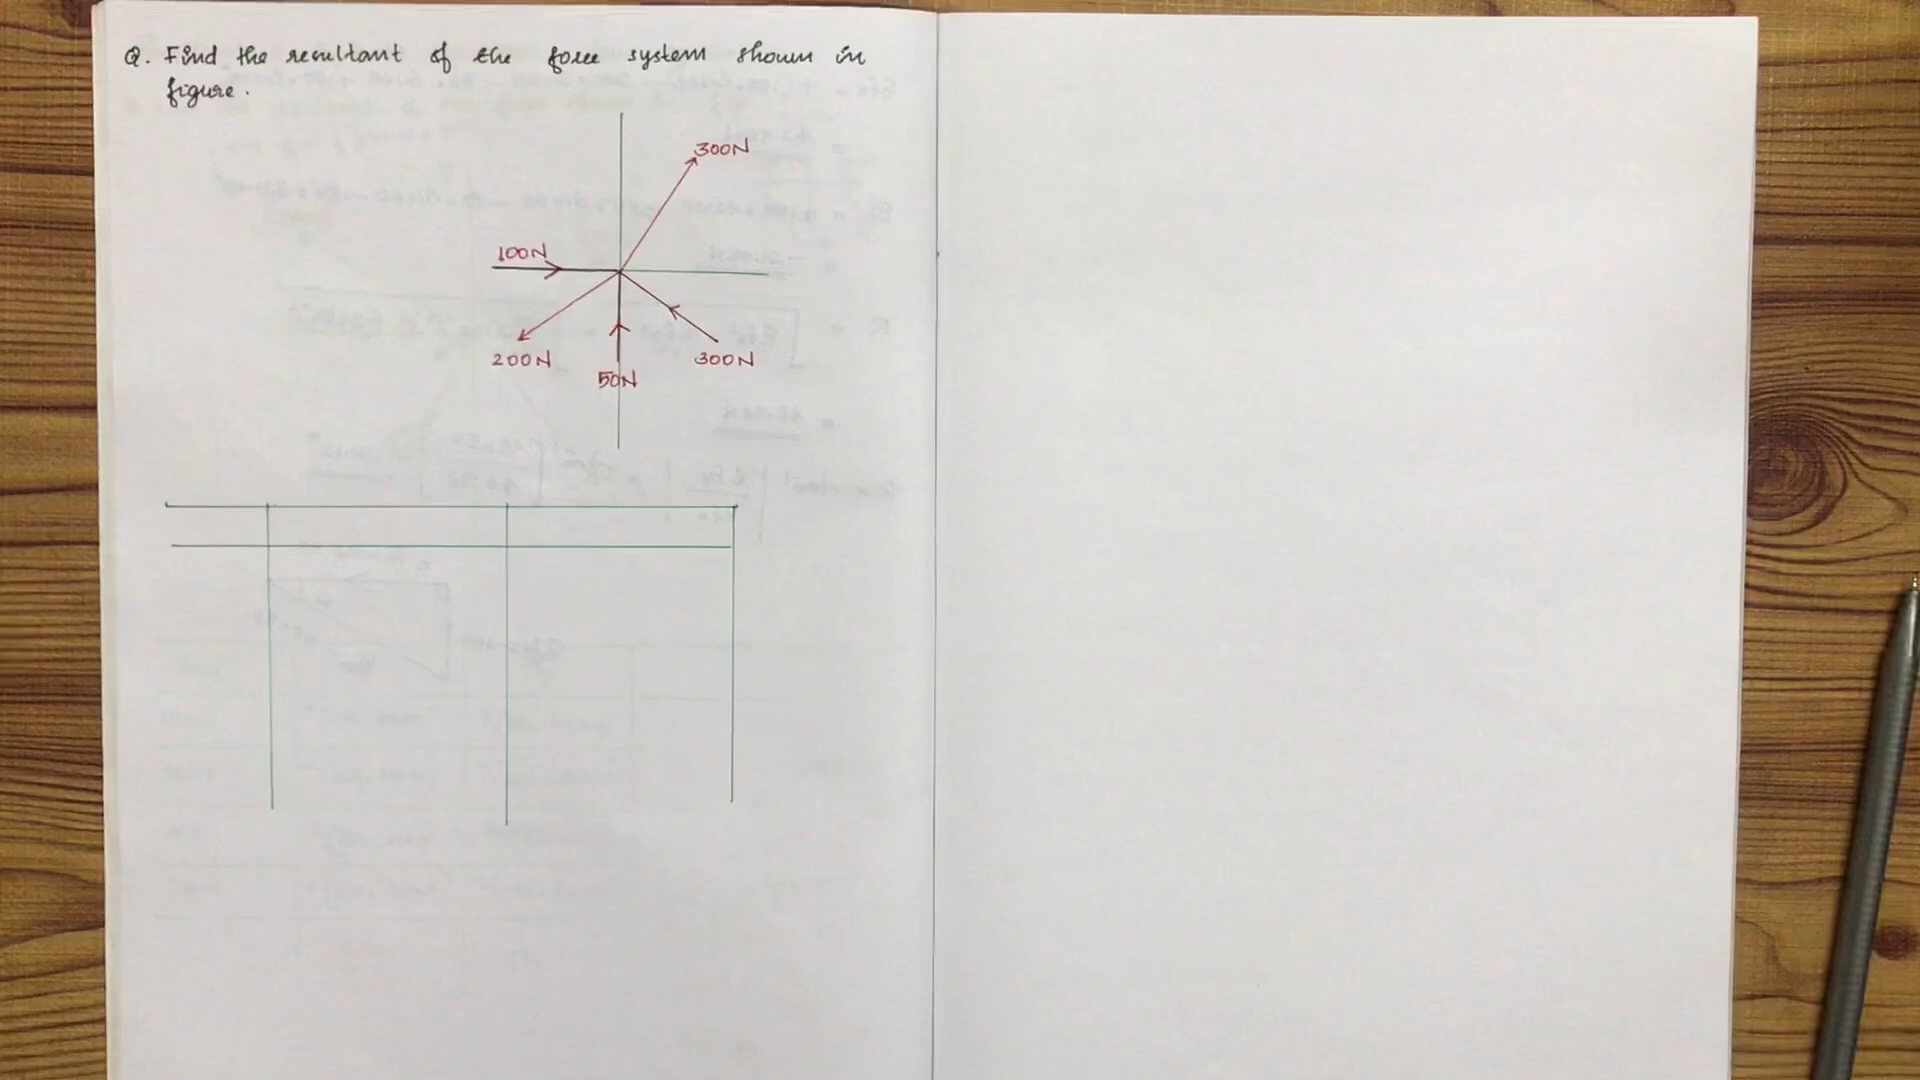 Q. Find the resultant of the force system shown in
figure.
300N
100N
200N
50N
300N